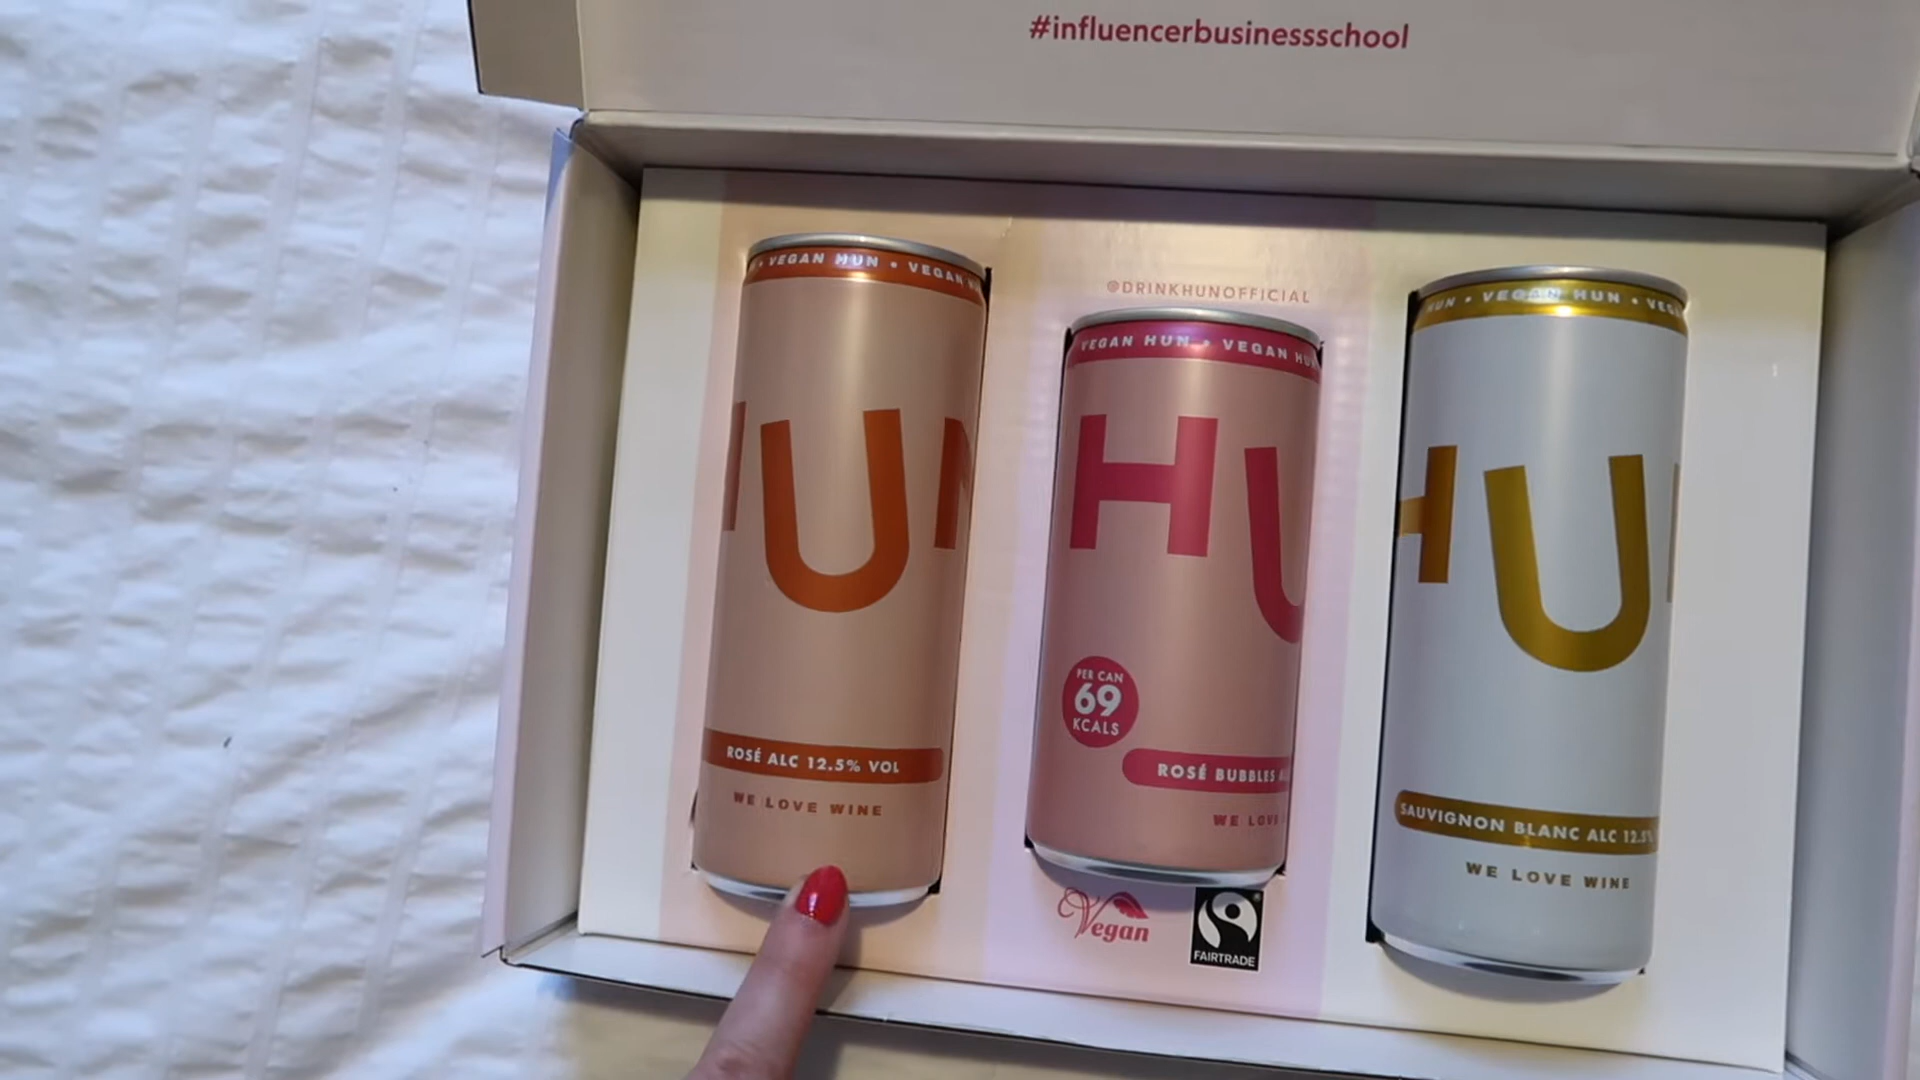 #influencerbusinessschool
• VEGAN HUN • VEGAN
HUN
ROSÉ ALC 12.5% VOL
WE LOVE WINE
@DRINKHUNOFFICIAL
VEGAN HUN • VEGAN HUN
HU
PER CAN
69
KCALS
ROSÉ BUBBLES
WE LOVE
Vegan
FAIRTRADE
HUN • VEGAN HUN • VEG
HU
SAUVIGNON BLANC ALC 12.5%
WE LOVE WINE